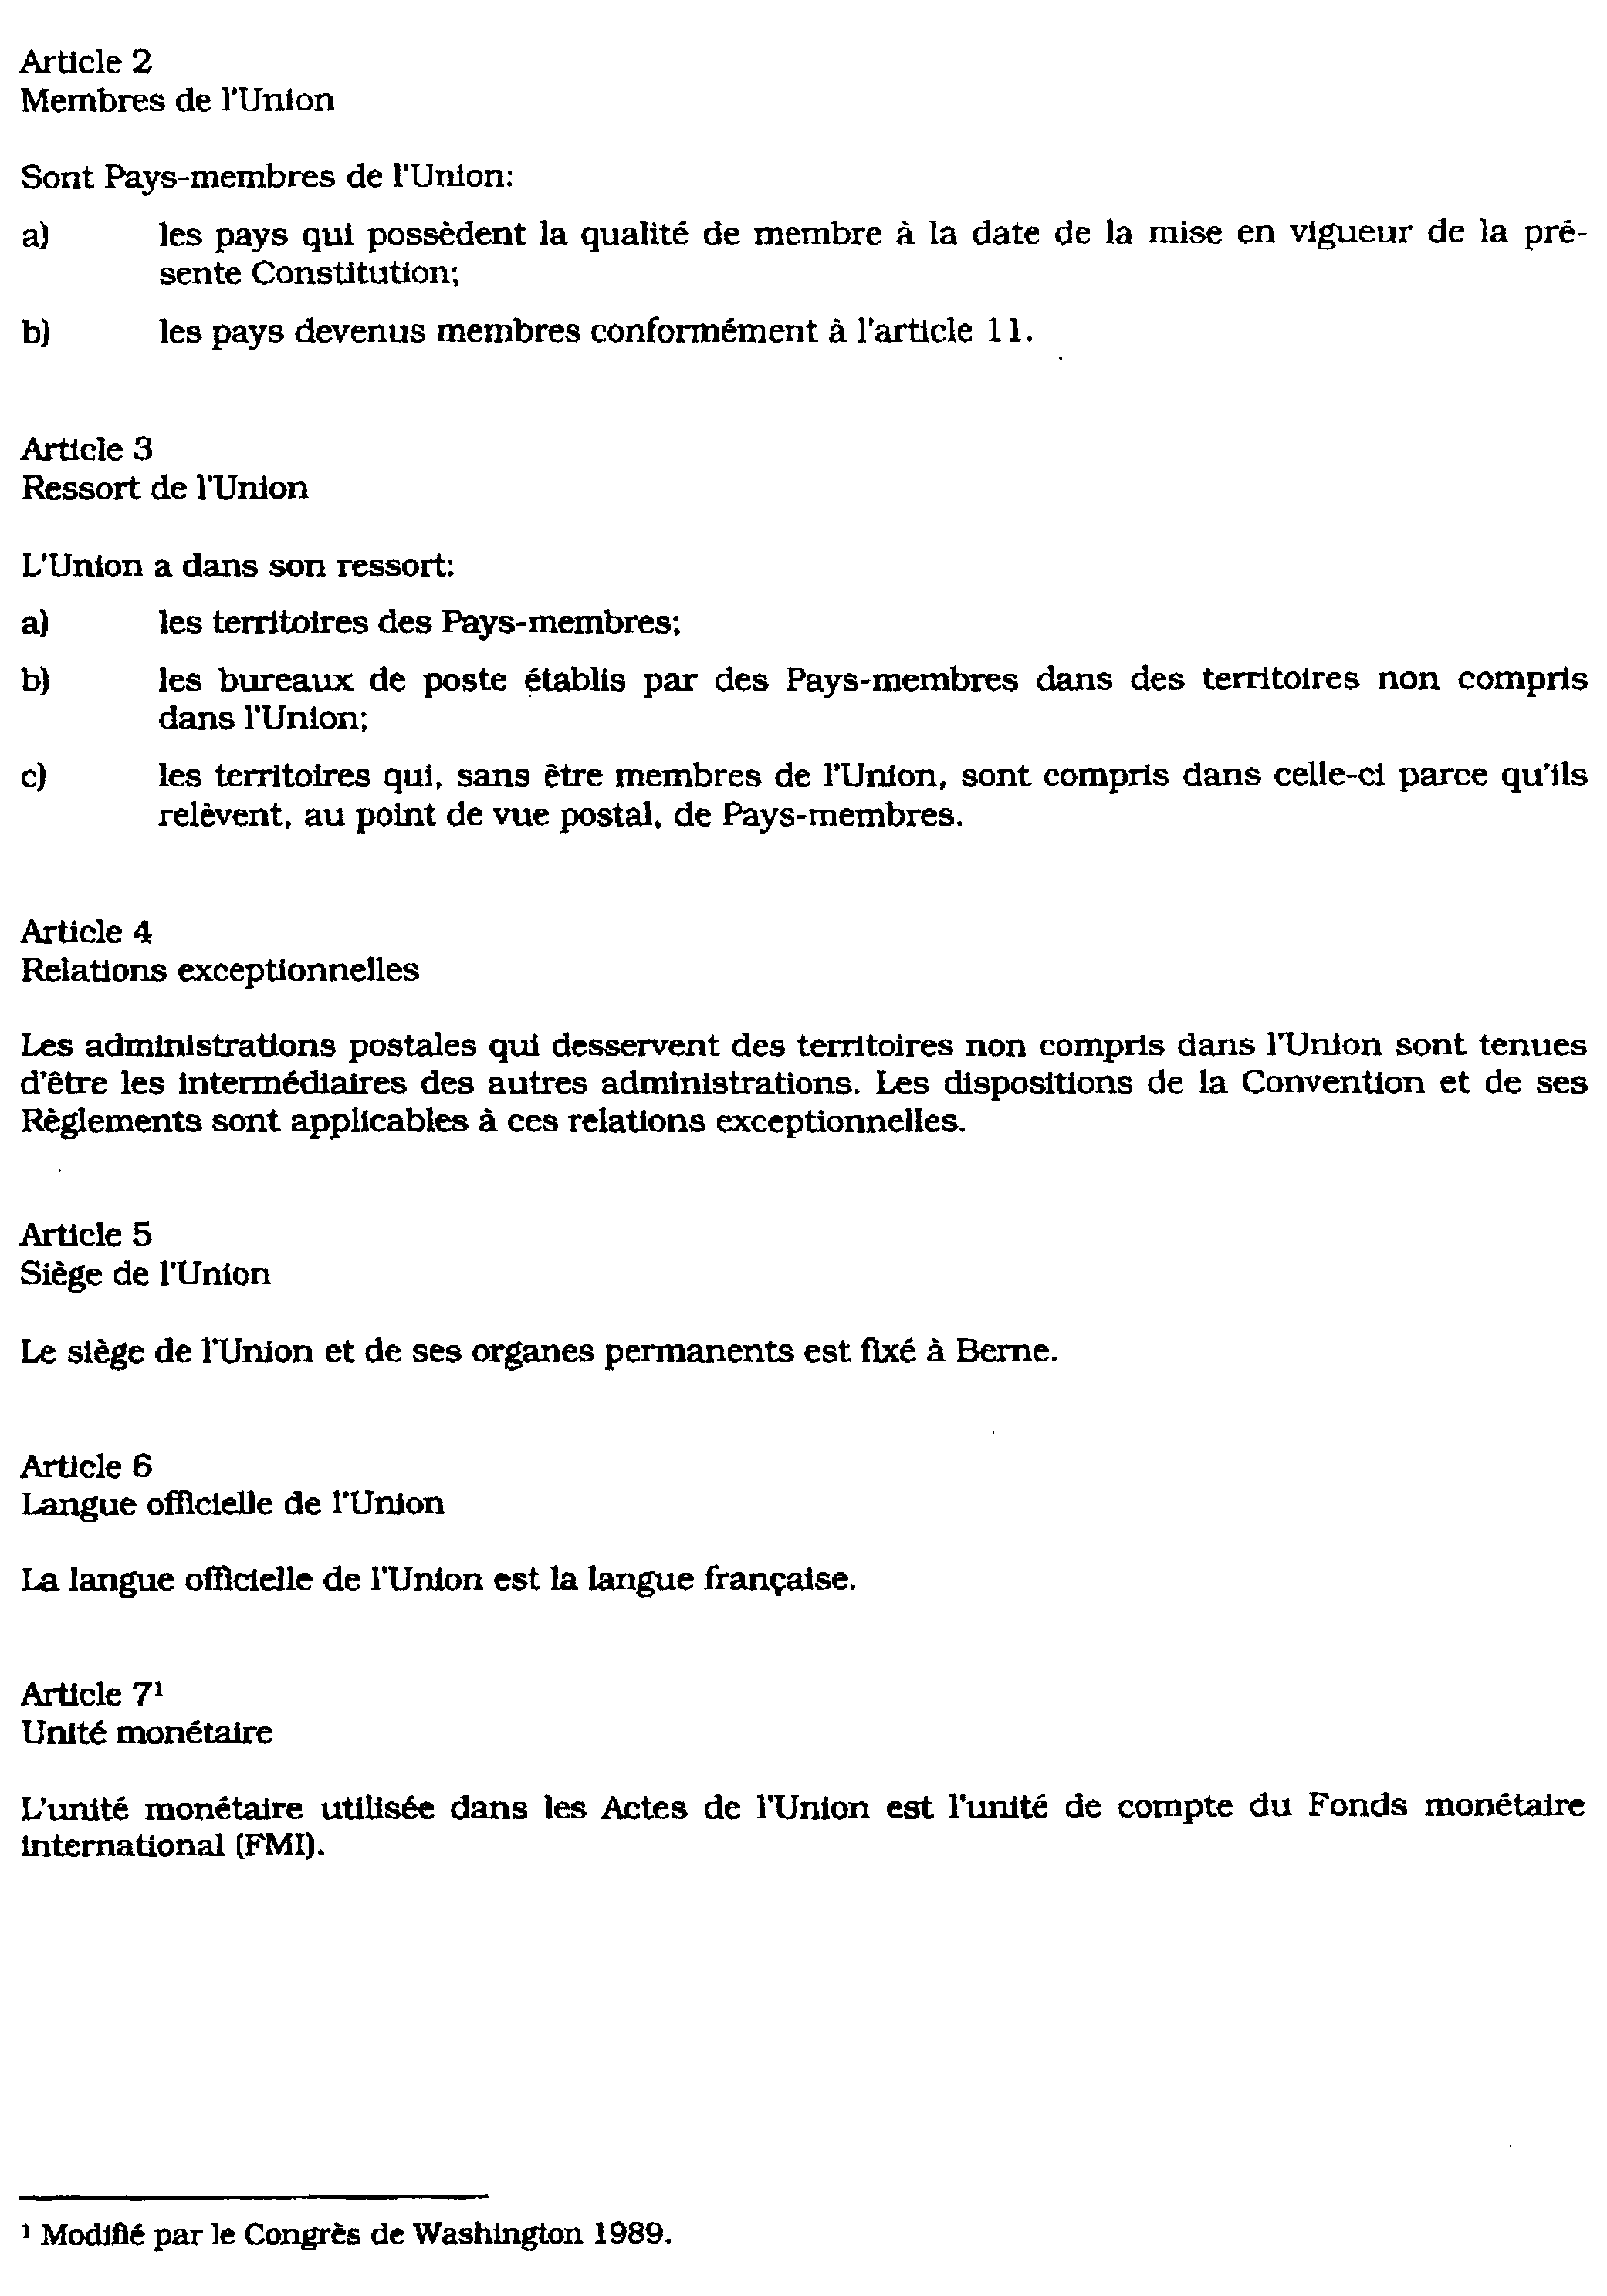 Article 2
Membres de l'Union
Sont Pays-membres de l'Union:
a) les pays qui possèdent la qualité de membre à la date de la mise en vigueur de la pré-
sente Constitution;
b) les pays devenus membres conformément à l'article 11.
Article 3
Ressort de l'Union
L'Union a dans son ressort:
a) les territoires des Pays-membres;
b) les bureaux de poste établis par des Pays-membres dans des territoires non compris
dans l'Union;
c) les territoires qui, sans être membres de l'Union, sont compris dans celle-ci parce qu'ils
relèvent, au point de vue postal, de Pays-membres.
Article 4
Relations exceptionnelles
Les administrations postales qui desservent des territoires non compris dans l'Union sont tenues
d'être les intermédiaires des autres administrations. Les dispositions de la Convention et de ses
Règlements sont applicables à ces relations exceptionnelles.
Article 5
Siège de l'Union
Le siège de l'Union et de ses organes permanents est fixé à Berne.
Article 6
Langue officielle de l'Union
La langue officielle de l'Union est la langue française.
Article 7¹
Unité monétaire
L'unité monétaire utilisée dans les Actes de l'Union est l'unité de compte du Fonds monétaire
international (FMI).
¹ Modifié par le Congrès de Washington 1989.